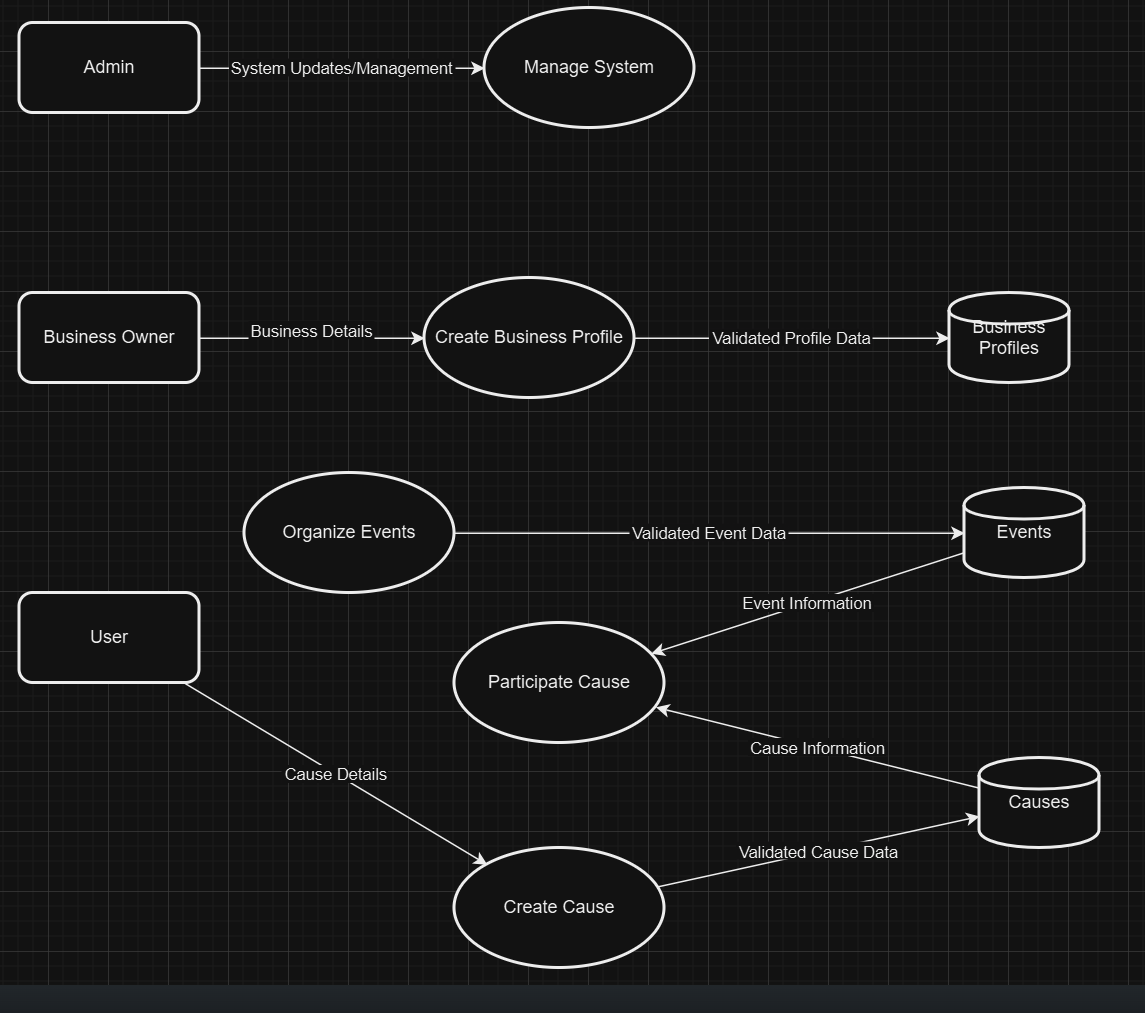 Admin
System Updates/Management
Manage System
Business Owner
Business Details
Create Business Profile
Validated Profile Data
Business
Profiles
Organize Events
Validated Event Data
Events
Event Information
User
Participate Cause
Cause Information
Cause Details
Causes
Validated Cause Data
Create Cause